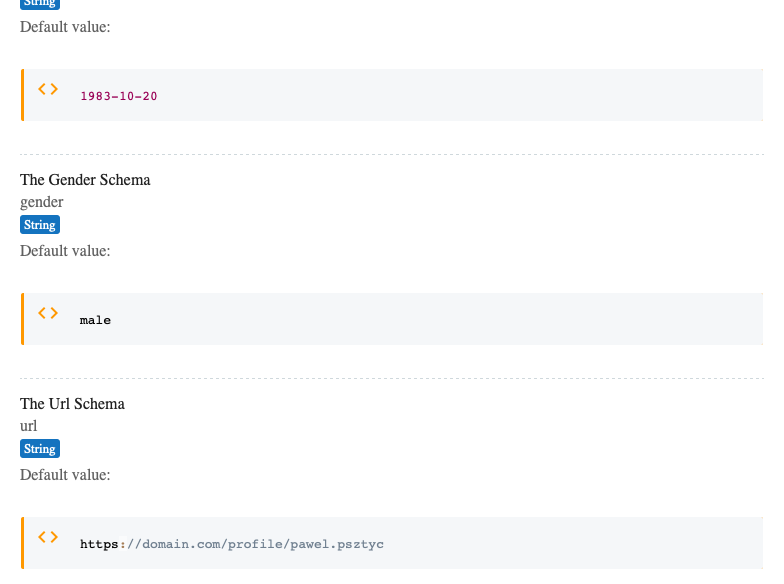 String
Default value:
<> 1983-10-20
The Gender Schema
gender
String
Default value:
<> male
The Url Schema
url
String
Default value:
<> https://domain.com/profile/pawel.psztyc